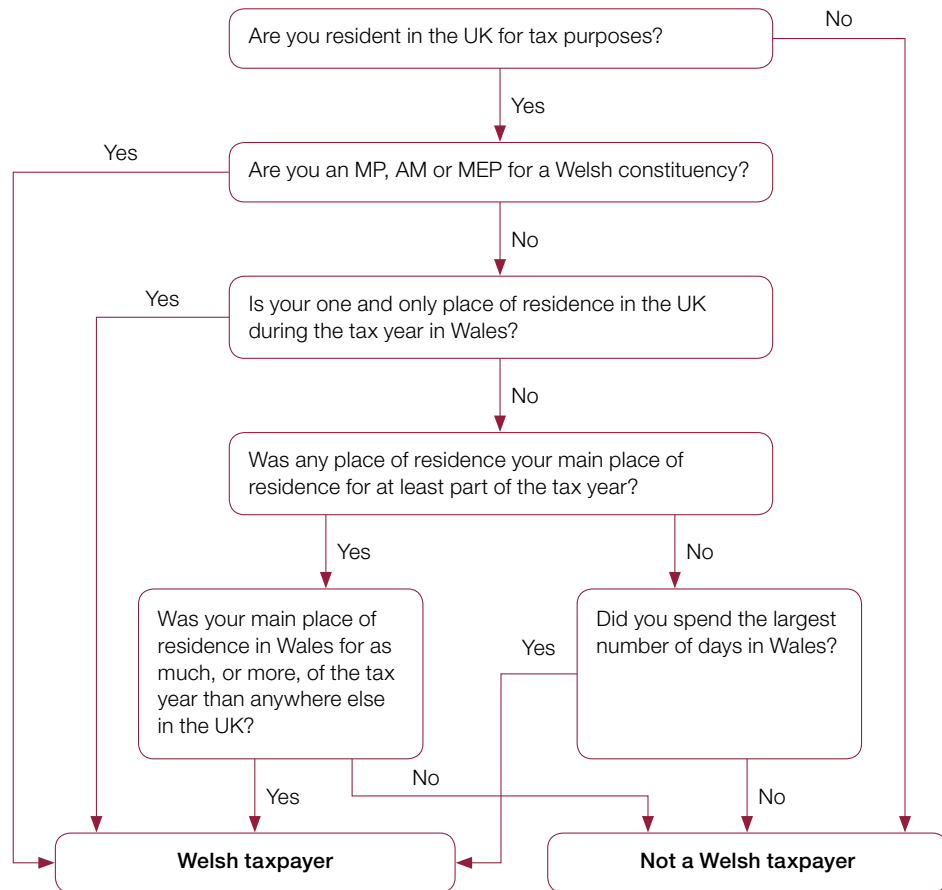 No
Are you resident in the UK for tax purposes?
Yes
Yes
Are you an MP, AM or MEP for a Welsh constituency?
No
Yes
Is your one and only place of residence in the UK
during the tax year in Wales?
No
Was any place of residence your main place of
residence for at least part of the tax year?
Yes
No
Was your main place of
residence in Wales for as
much, or more, of the tax
year than anywhere else
in the UK?
Yes
Did you spend the largest
number of days in Wales?
Yes
No
No
Welsh taxpayer
Not a Welsh taxpayer